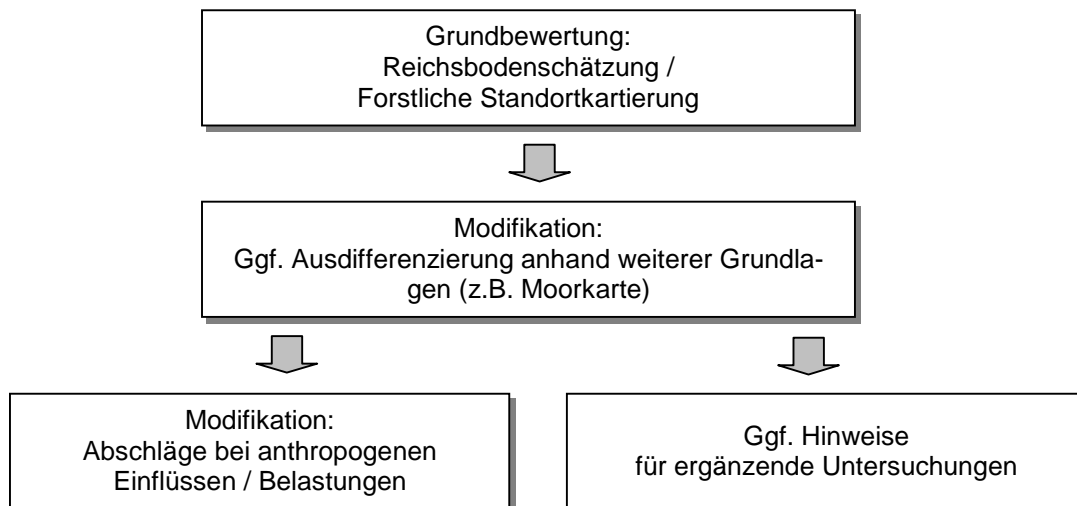 Grundbewertung:
Reichsbodenschätzung /
Forstliche Standortkartierung
Modifikation:
Ggf. Ausdifferenzierung anhand weiterer Grundla-
gen (z.B. Moorkarte)
Modifikation:
Abschläge bei anthropogenen
Einflüssen / Belastungen
Ggf. Hinweise
für ergänzende Untersuchungen